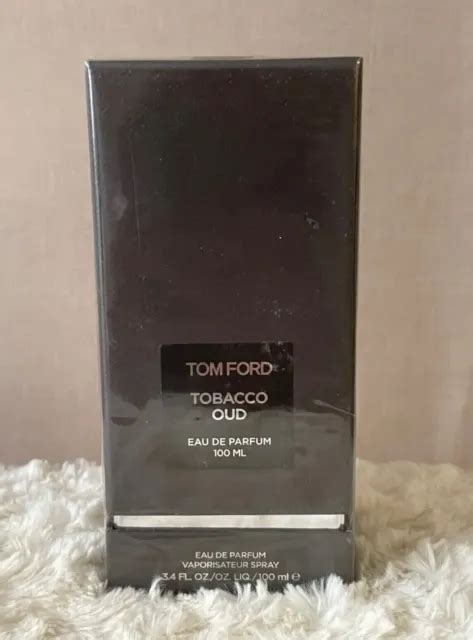 TOM FORD
TOBACCO
OUD
EAU DE PARFUM
100 ML
EAU DE PARFUM
VAPORISATEUR SPRAY
3.4 FL. OZ./OZ. LIQ./100 ml ℮